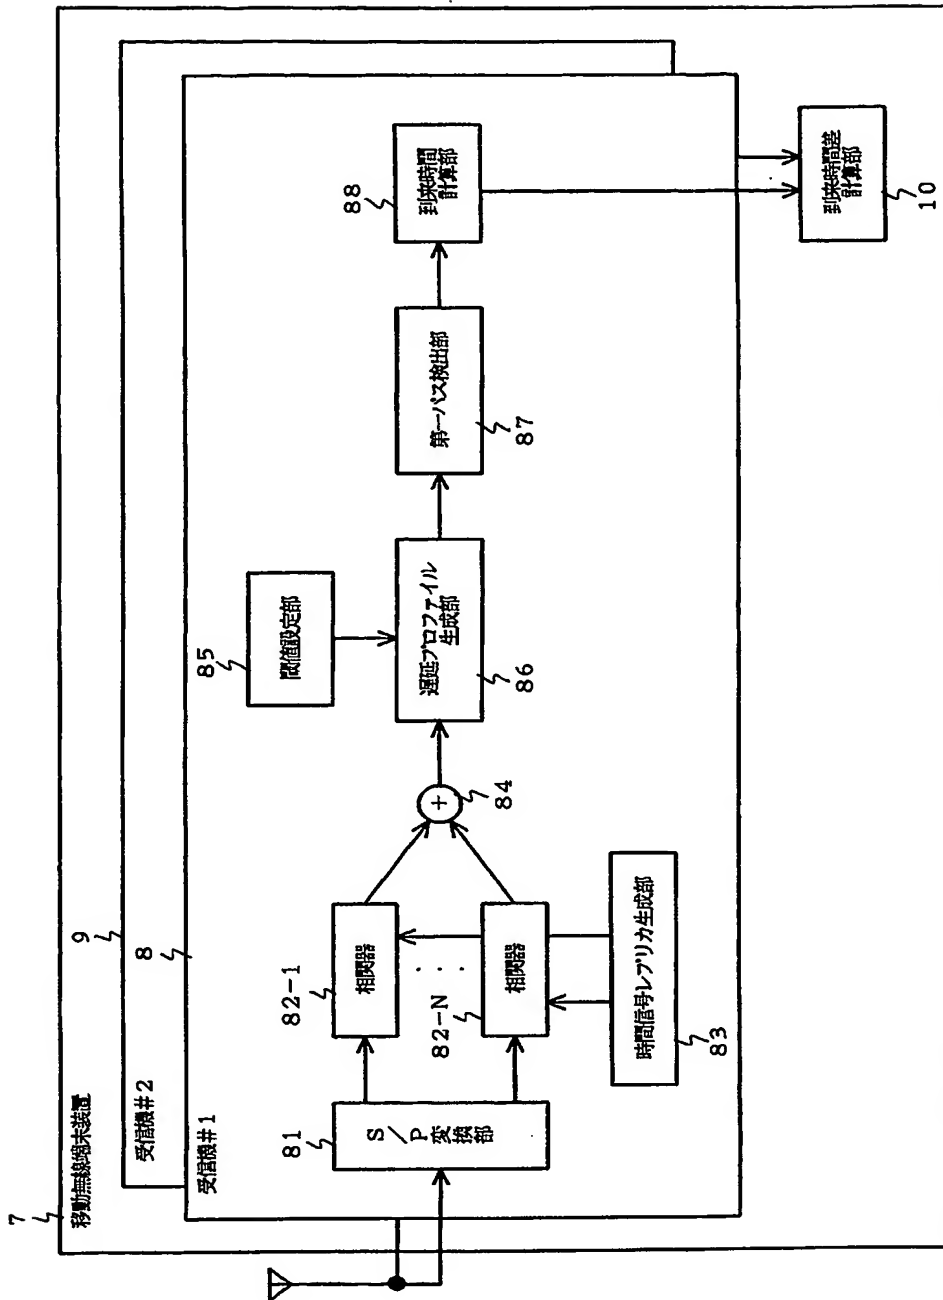 7
移動無線端末装置
9
受信機#2
8
受信機#1
81
S/P
変換部
82-1
相関器
・・・
82-N
相関器
83
時間信号レプリカ生成部
84
+
85
閾値設定部
86
遅延プロファイル
生成部
87
第一パス検出部
88
到来時間
計算部
10
到来時間差
計算部